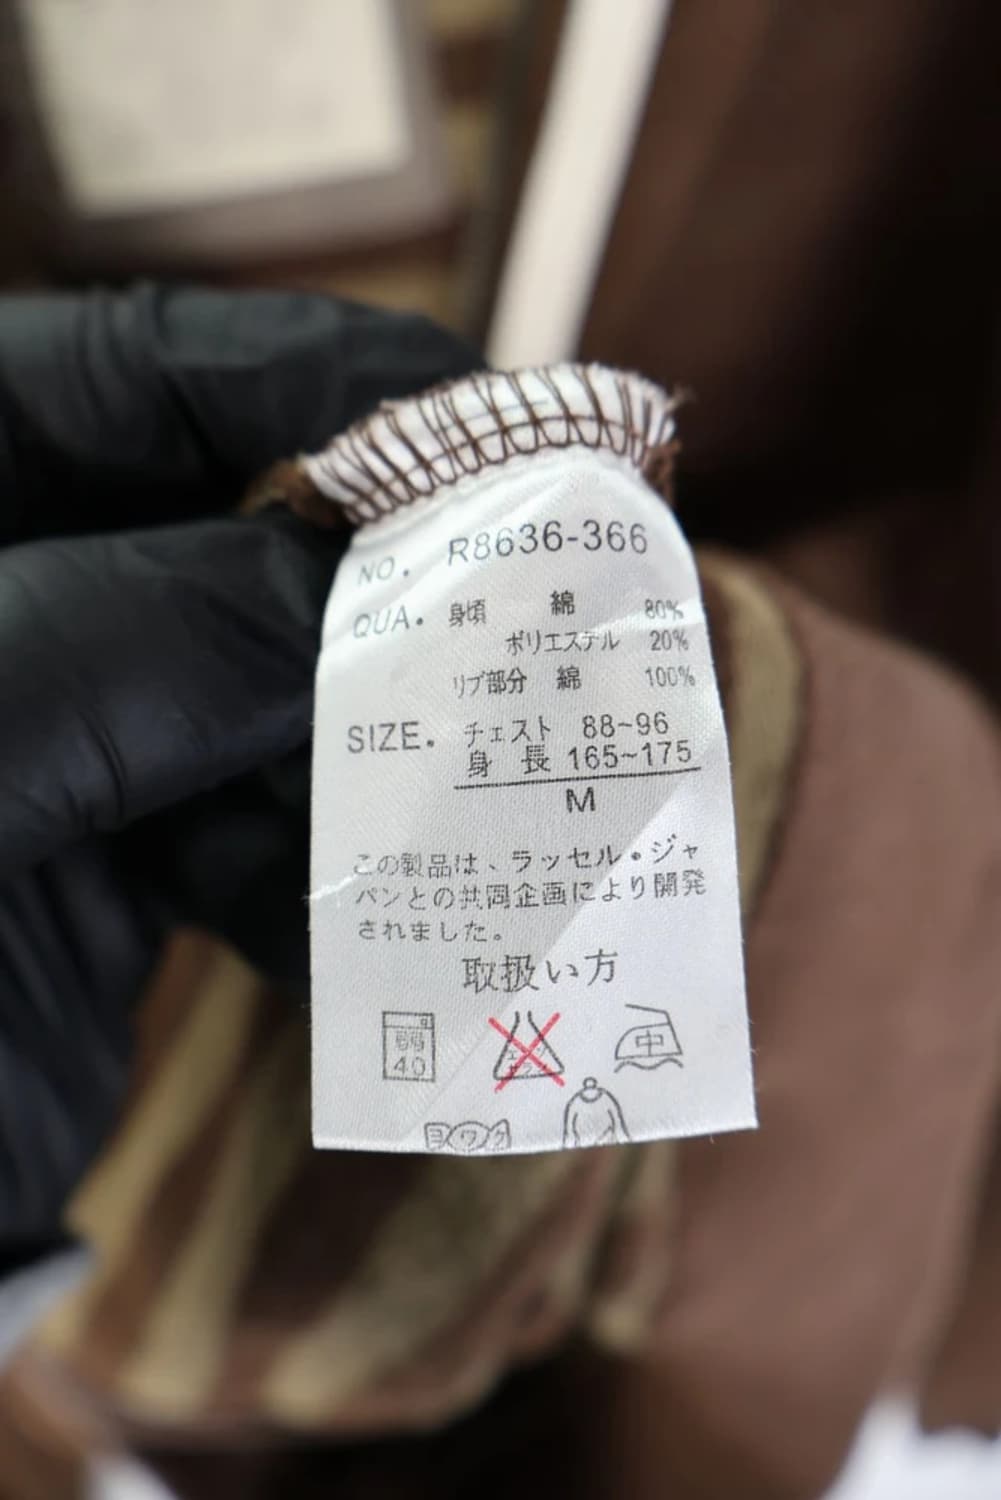 NO. R8636-366
QUA. 身頃 綿 80%
ポリエステル 20%
リブ部分 綿 100%
SIZE. チェスト 88~96
身長 165~175
M
この製品は、ラッセル・ジャ
パンとの共同企画により開発
されました。
取扱い方
40 中
ヨワク